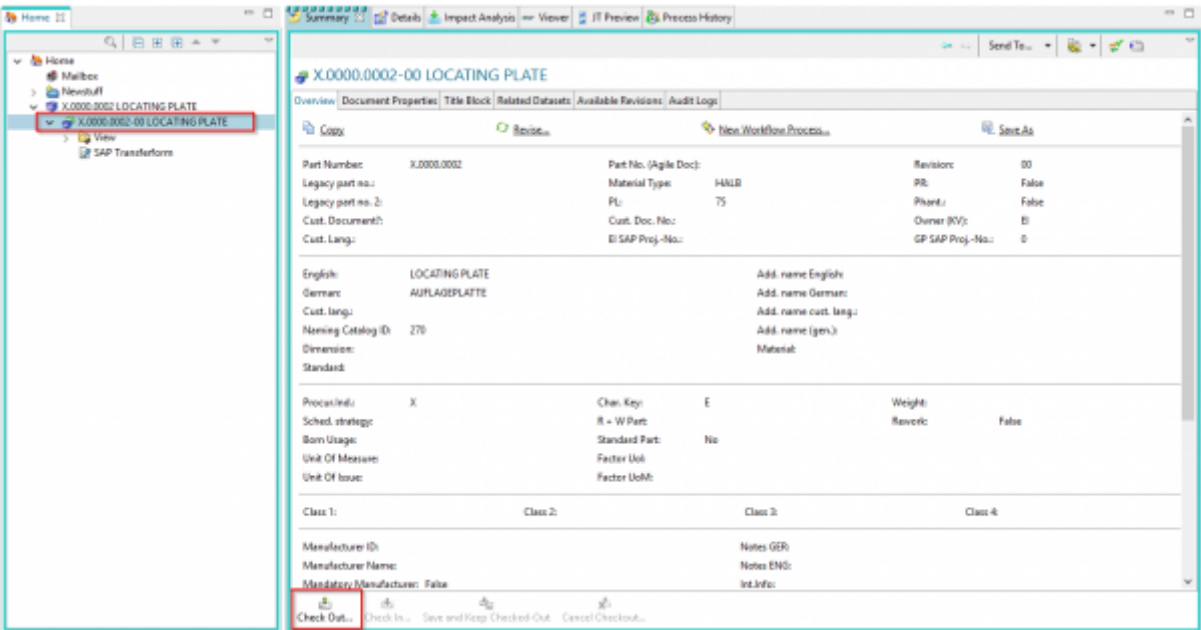 Home
Summary Details Impact Analysis Viewer JT Preview Process History
Send To...
Home
Mailbox
Newstuff
X.0000.0002 LOCATING PLATE
X.0000.0002-00 LOCATING PLATE
View
SAP Transferform
X.0000.0002-00 LOCATING PLATE
Overview Document Properties Title Block Related Datasets Available Revisions Audit Logs
Copy Revise... New Workflow Process... Save As
Part Number: X.0000.0002 Part No. (Agile Doc): Revision: 00
Legacy part no.: Material Type: HALB PR: False
Legacy part no. 2: PL: 75 Phant.: False
Cust. Document?: Cust. Doc. No.: Owner (KV): EI
Cust. Lang.: EI SAP Proj.-No.: GP SAP Proj.-No.: 0
English: LOCATING PLATE Add. name English:
German: AUFLAGEPLATTE Add. name German:
Cust. lang.: Add. name cust. lang.:
Naming Catalog ID: 270 Add. name (gen.):
Dimension: Material:
Standard:
Procur.Ind.: X Char. Key: E Weight:
Sched. strategy: R + W Part: Rework: False
Bom Usage: Standard Part: No
Unit Of Measure: Factor UoI:
Unit Of Issue: Factor UoM:
Class 1: Class 2: Class 3: Class 4:
Manufacturer ID: Notes GER:
Manufacturer Name: Notes ENG:
Mandatory Manufacturer: False Int.Info:
Check Out... Check In... Save and Keep Checked-Out Cancel Checkout...